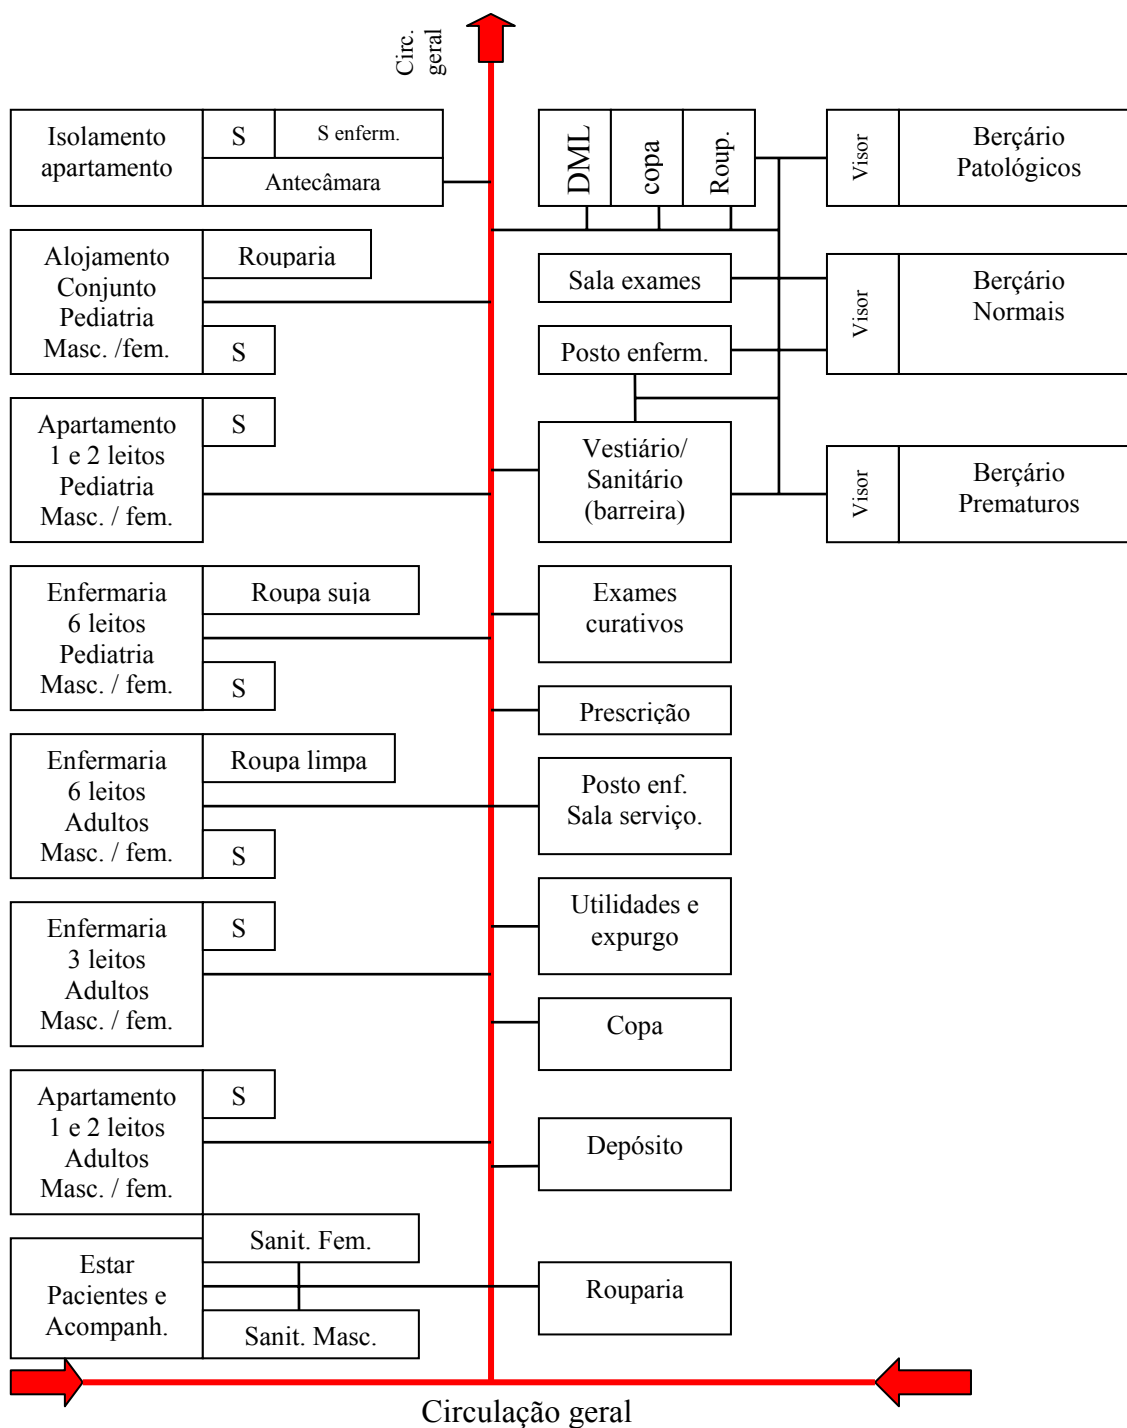 Circ.
geral
Isolamento
apartamento
S
S enferm.
Antecâmara
DML
copa
Roup.
Visor
Berçário
Patológicos
Alojamento
Conjunto
Pediatria
Masc. /fem.
Rouparia
S
Sala exames
Posto enferm.
Visor
Berçário
Normais
Apartamento
1 e 2 leitos
Pediatria
Masc. / fem.
S
Vestiário/
Sanitário
(barreira)
Visor
Berçário
Prematuros
Enfermaria
6 leitos
Pediatria
Masc. / fem.
Roupa suja
S
Exames
curativos
Prescrição
Enfermaria
6 leitos
Adultos
Masc. / fem.
Roupa limpa
S
Posto enf.
Sala serviço.
Enfermaria
3 leitos
Adultos
Masc. / fem.
S
Utilidades e
expurgo
Copa
Apartamento
1 e 2 leitos
Adultos
Masc. / fem.
S
Depósito
Estar
Pacientes e
Acompanh.
Sanit. Fem.
Sanit. Masc.
Rouparia
Circulação geral